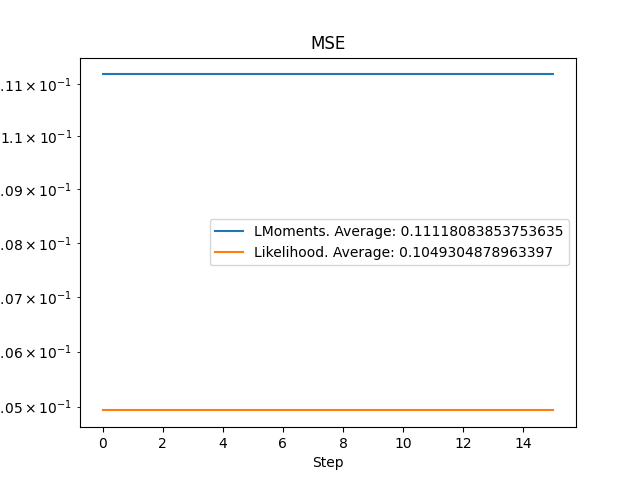 MSE
.11 × 10⁻¹
1.1 × 10⁻¹
.09 × 10⁻¹
.08 × 10⁻¹
.07 × 10⁻¹
.06 × 10⁻¹
.05 × 10⁻¹
LMoments. Average: 0.11118083853753635
Likelihood. Average: 0.1049304878963397
0 2 4 6 8 10 12 14
Step